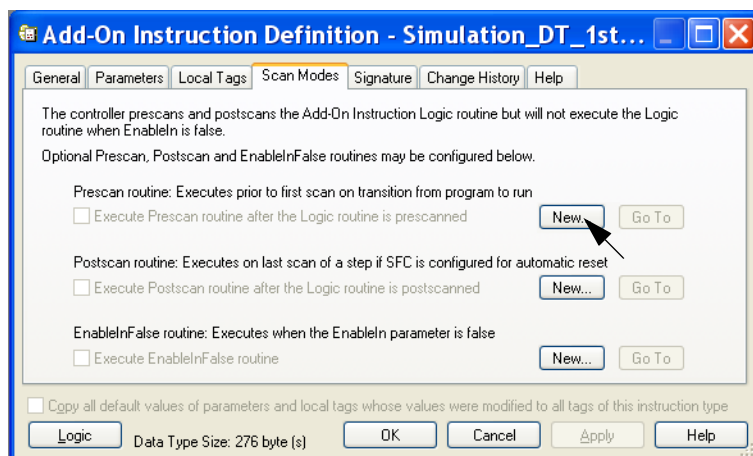 Add-On Instruction Definition - Simulation_DT_1st...
General Parameters Local Tags Scan Modes Signature Change History Help
The controller prescans and postscans the Add-On Instruction Logic routine but will not execute the Logic
routine when EnableIn is false.
Optional Prescan, Postscan and EnableInFalse routines may be configured below.
Prescan routine: Executes prior to first scan on transition from program to run
Execute Prescan routine after the Logic routine is prescanned New... Go To
Postscan routine: Executes on last scan of a step if SFC is configured for automatic reset
Execute Postscan routine after the Logic routine is postscanned New... Go To
EnableInFalse routine: Executes when the EnableIn parameter is false
Execute EnableInFalse routine New... Go To
Copy all default values of parameters and local tags whose values were modified to all tags of this instruction type
Logic Data Type Size: 276 byte (s) OK Cancel Apply Help